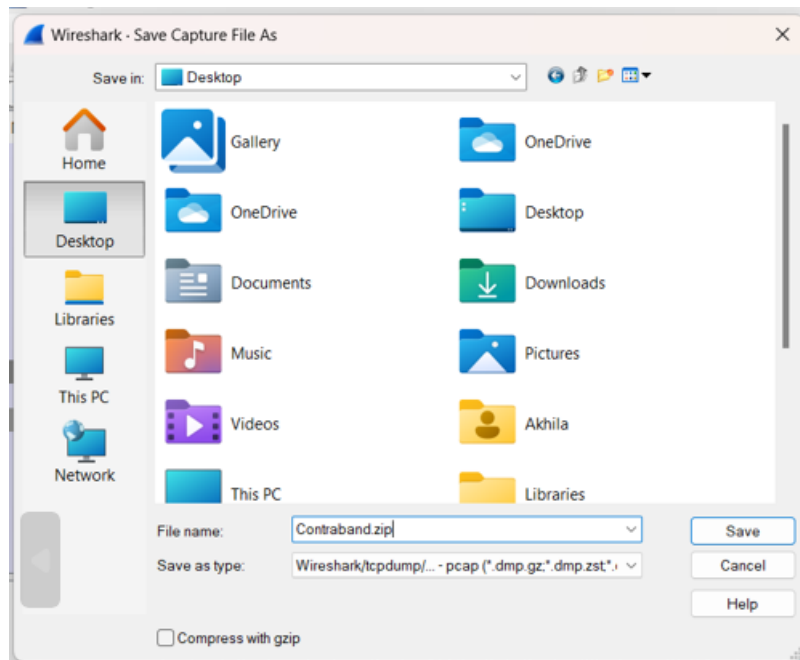 Wireshark · Save Capture File As
Save in: Desktop
Home
Desktop
Libraries
This PC
Network
Gallery OneDrive
OneDrive Desktop
Documents Downloads
Music Pictures
Videos Akhila
This PC Libraries
File name: Contraband.zip Save
Save as type: Wireshark/tcpdump/... - pcap (*.dmp.gz;*.dmp.zst;*. Cancel
Help
Compress with gzip